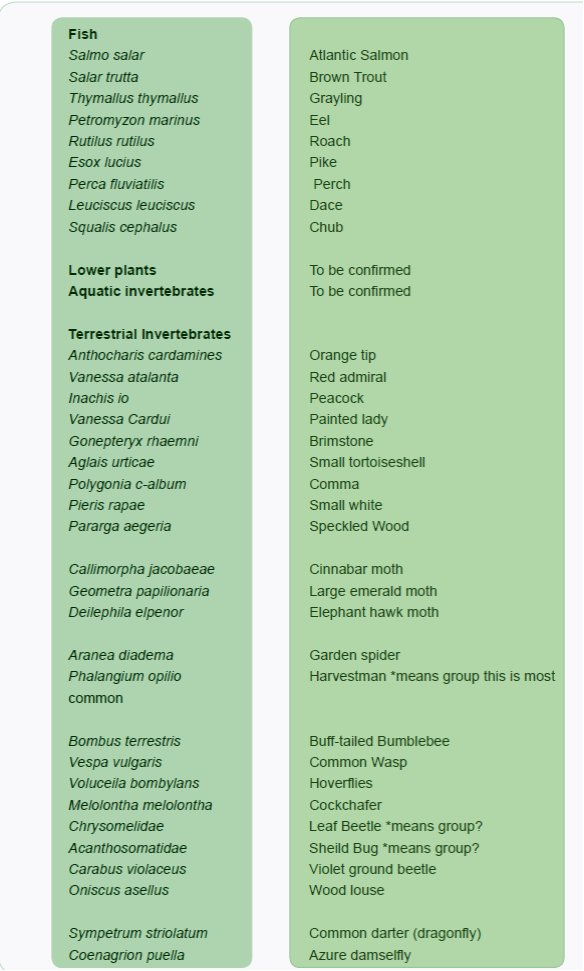 Fish
Salmo salar Atlantic Salmon
Salar trutta Brown Trout
Thymallus thymallus Grayling
Petromyzon marinus Eel
Rutilus rutilus Roach
Esox lucius Pike
Perca fluviatilis Perch
Leuciscus leuciscus Dace
Squalis cephalus Chub
Lower plants To be confirmed
Aquatic invertebrates To be confirmed
Terrestrial Invertebrates
Anthocharis cardamines Orange tip
Vanessa atalanta Red admiral
Inachis io Peacock
Vanessa Cardui Painted lady
Gonepteryx rhaemni Brimstone
Aglais urticae Small tortoiseshell
Polygonia c-album Comma
Pieris rapae Small white
Pararga aegeria Speckled Wood
Callimorpha jacobaeae Cinnabar moth
Geometra papilionaria Large emerald moth
Deilephila elpenor Elephant hawk moth
Aranea diadema Garden spider
Phalangium opilio Harvestman *means group this is most
common
Bombus terrestris Buff-tailed Bumblebee
Vespa vulgaris Common Wasp
Voluceila bombylans Hoverflies
Melolontha melolontha Cockchafer
Chrysomelidae Leaf Beetle *means group?
Acanthosomatidae Sheild Bug *means group?
Carabus violaceus Violet ground beetle
Oniscus asellus Wood louse
Sympetrum striolatum Common darter (dragonfly)
Coenagrion puella Azure damselfly